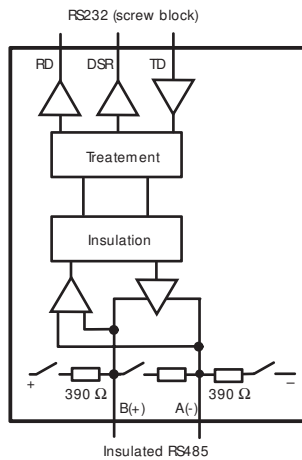 RS232 (screw block)
RD DSR TD
Treatement
Insulation
+ –
390 Ω 390 Ω
B(+) A(-)
Insulated RS485